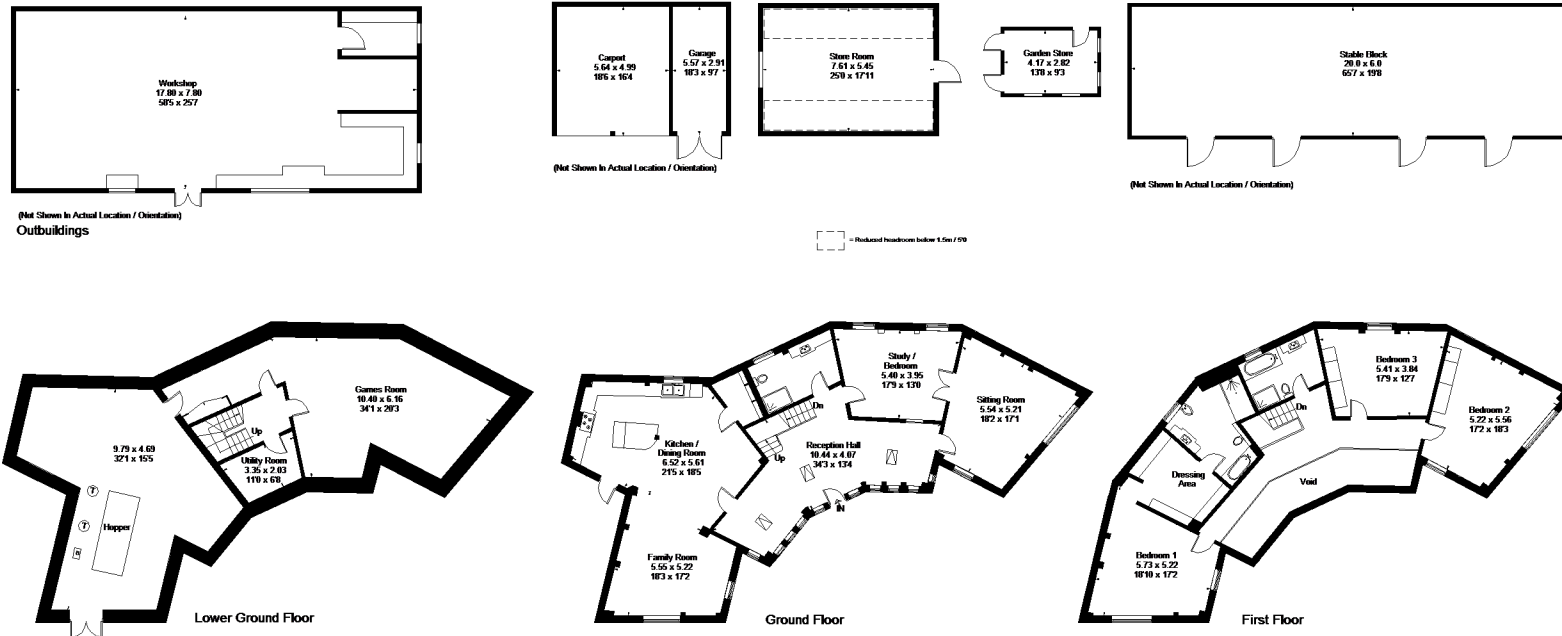 Workshop
17.80 x 7.80
58'5 x 25'7
(Not Shown In Actual Location / Orientation)
Outbuildings
Carport
5.64 x 4.99
18'6 x 16'4
Garage
5.57 x 2.91
18'3 x 9'7
(Not Shown In Actual Location / Orientation)
Store Room
7.61 x 5.45
25'0 x 17'11
Garden Store
4.17 x 2.82
13'8 x 9'3
Stable Block
20.0 x 6.0
65'7 x 19'8
(Not Shown In Actual Location / Orientation)
= Reduced headroom below 1.5m / 5'0
9.79 x 4.69
32'1 x 15'5
T
T
Hopper
B
Up
Utility Room
3.35 x 2.03
11'0 x 6'8
Games Room
10.40 x 6.16
34'1 x 20'3
Lower Ground Floor
Kitchen /
Dining Room
6.52 x 5.61
21'5 x 18'5
Family Room
5.55 x 5.22
18'3 x 17'2
Dn
Up
Study /
Bedroom
5.40 x 3.95
17'9 x 13'0
Reception Hall
10.44 x 4.07
34'3 x 13'4
IN
Sitting Room
5.54 x 5.21
18'2 x 17'1
Ground Floor
Dressing
Area
Bedroom 1
5.73 x 5.22
18'10 x 17'2
Dn
Void
Bedroom 3
5.41 x 3.84
17'9 x 12'7
Bedroom 2
5.22 x 5.56
17'2 x 18'3
First Floor